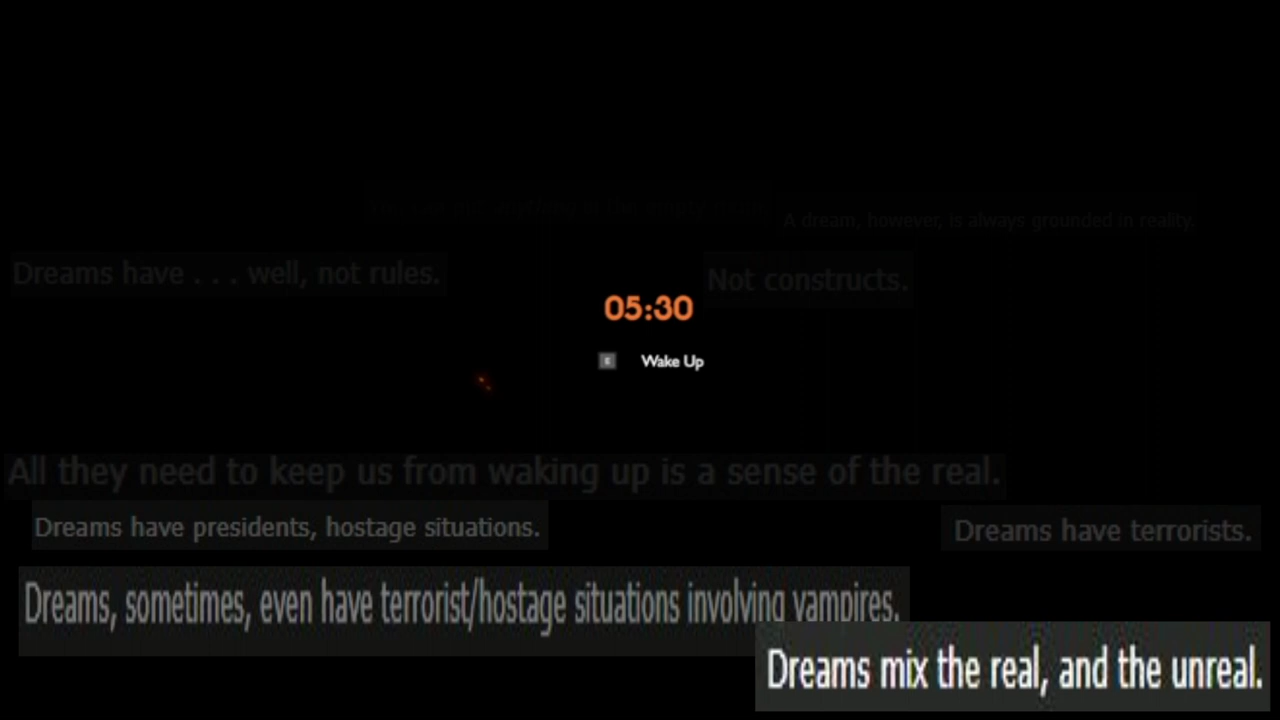 A dream, however, is always grounded in reality.
Dreams have . . . well, not rules.
Not constructs.
05:30
E Wake Up
All they need to keep us from waking up is a sense of the real.
Dreams have presidents, hostage situations.
Dreams have terrorists.
Dreams, sometimes, even have terrorist/hostage situations involving vampires.
Dreams mix the real, and the unreal.